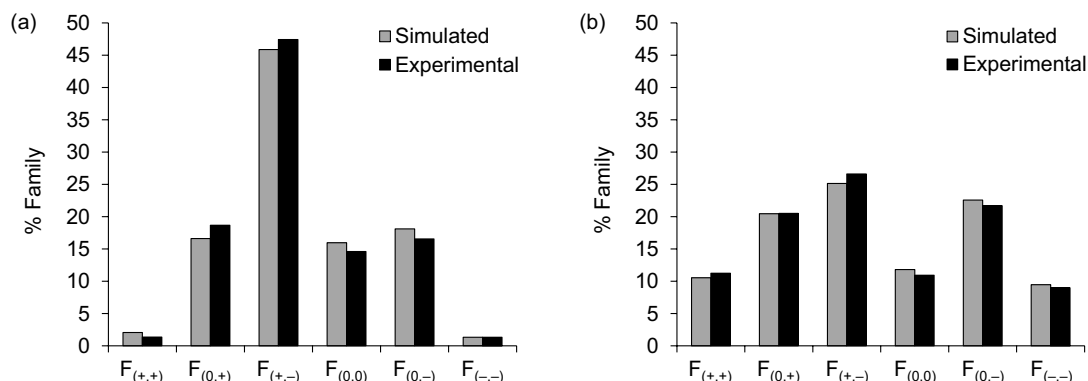 (a)
% Family
50
45
40
35
30
25
20
15
10
5
0
Simulated
Experimental
F(+,+) F(0,+) F(+,–) F(0,0) F(0,–) F(–,–)
(b)
% Family
50
45
40
35
30
25
20
15
10
5
0
Simulated
Experimental
F(+,+) F(0,+) F(+,–) F(0,0) F(0,–) F(–,–)